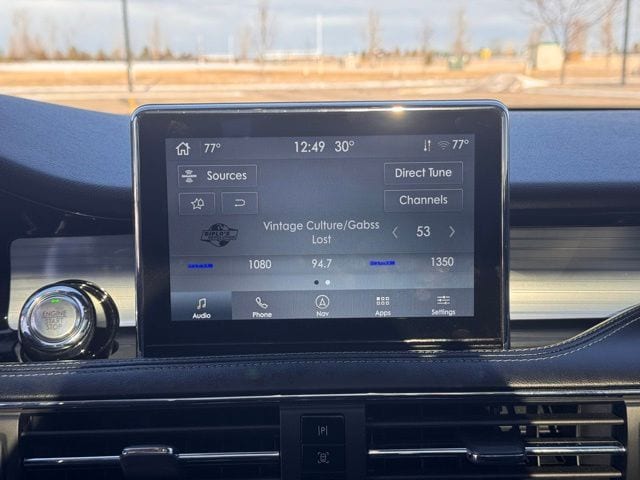 77° 12:49 30° 77°
Sources
Direct Tune
Channels
DIPLO'S
Vintage Culture/Gabss
Lost
53
1080 94.7 1350
Audio Phone Nav Apps Settings
ENGINE
START
STOP
P